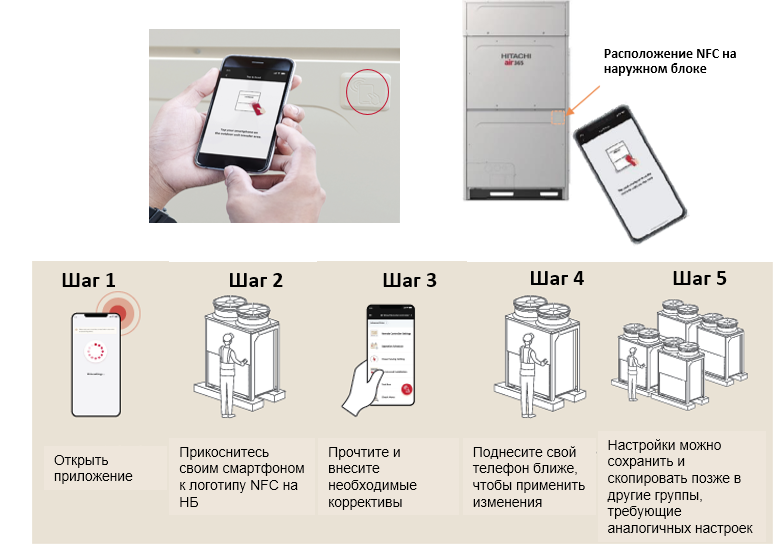 Расположение NFC на
наружном блоке
HITACHI
air365
Шаг 1
Шаг 2
Шаг 3
Шаг 4
Шаг 5
Открыть
приложение
Прикоснитесь
своим смартфоном
к логотипу NFC на
НБ
Прочтите и
внесите
необходимые
коррективы
Поднесите свой
телефон ближе,
чтобы применить
изменения
Настройки можно
сохранить и
скопировать позже в
другие группы,
требующие
аналогичных настроек